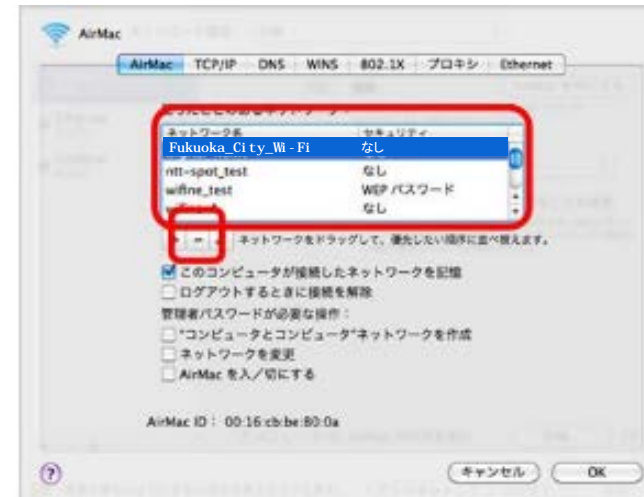 AirMac
AirMac TCP/IP DNS WINS 802.1X プロキシ Ethernet
ネットワーク名 セキュリティ
Fukuoka_City_Wi-Fi なし
ntt-spot_test なし
wifine_test WEP パスワード
なし
+ - ネットワークをドラッグして、優先したい順序に並べ替えます。
このコンピュータが接続したネットワークを記憶
ログアウトするときに接続を解除
管理者パスワードが必要な操作：
"コンピュータとコンピュータ"ネットワークを作成
ネットワークを変更
AirMac を入／切にする
AirMac ID： 00:16:cb:be:80:0a
? キャンセル OK